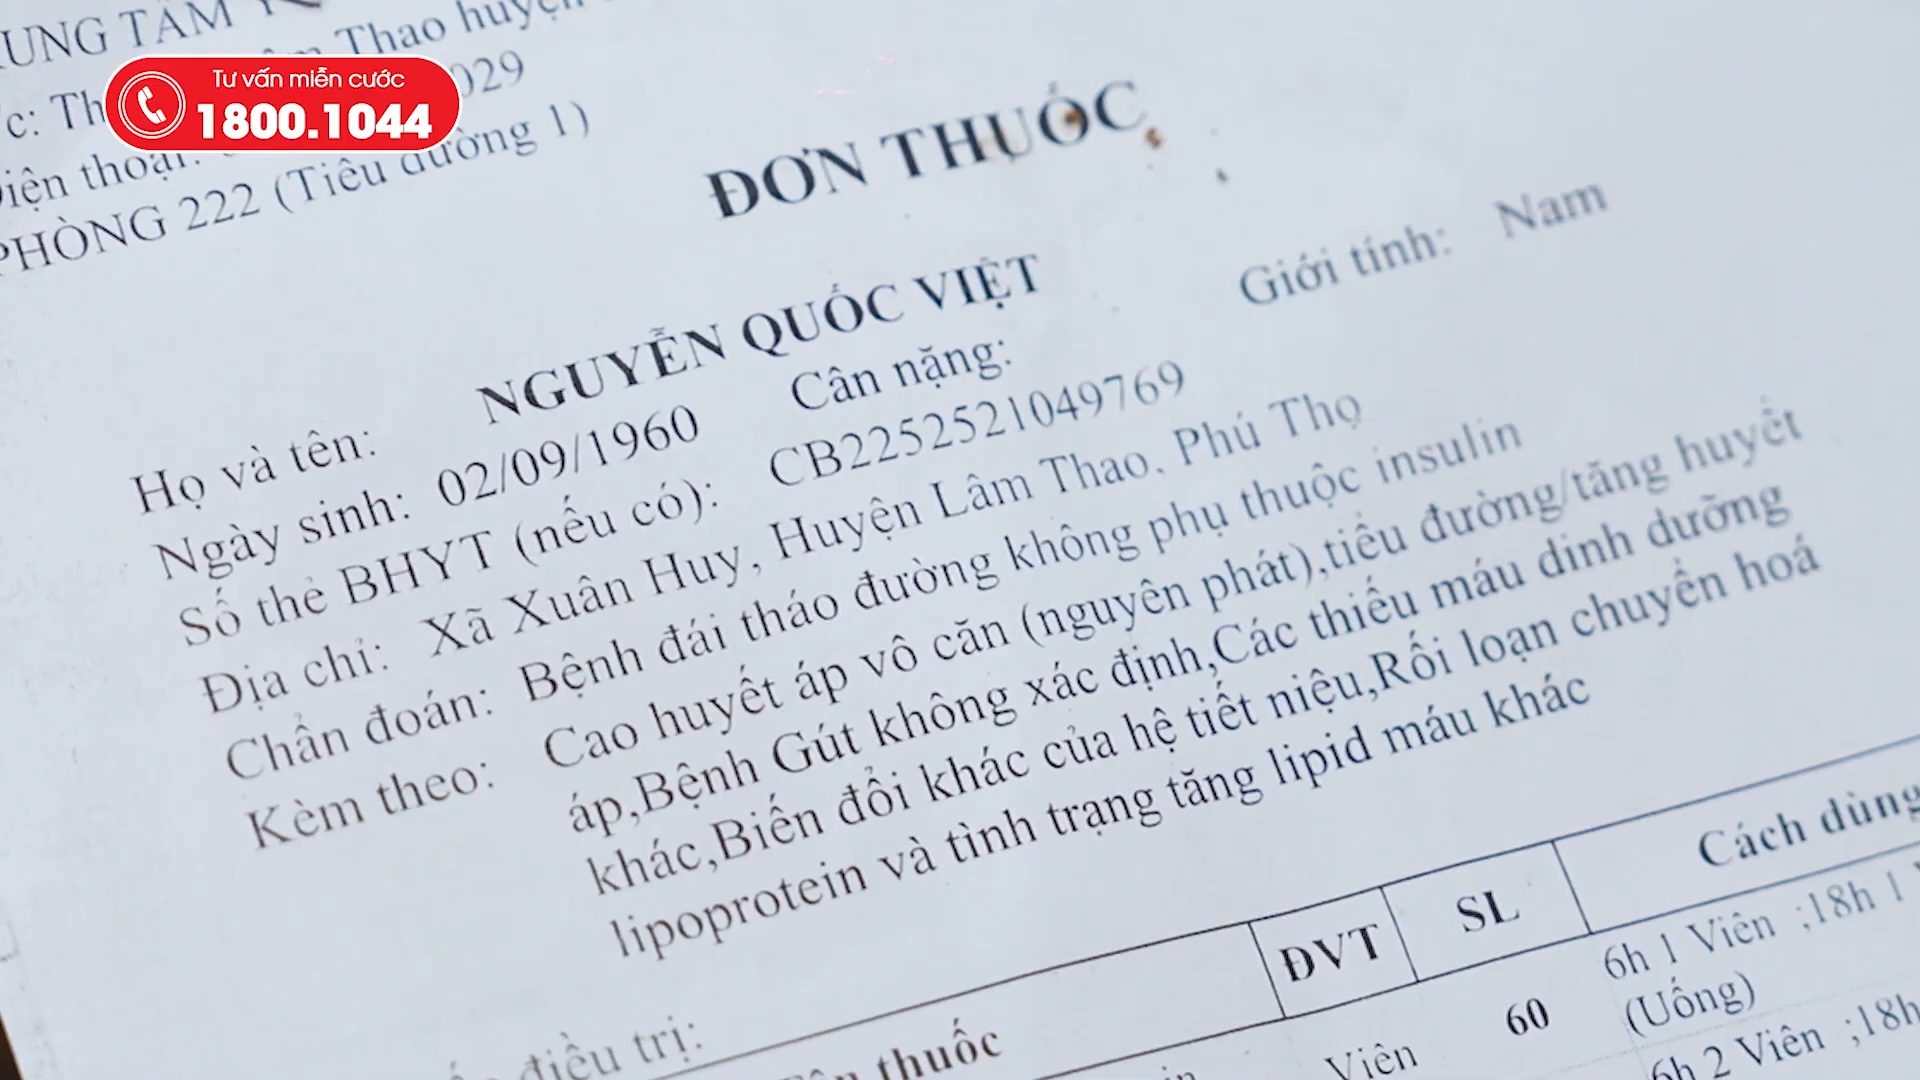 Tư vấn miễn cước
1800.1044
Thao huyện
029
PHÒNG 222 (Tiểu đường 1)
ĐƠN THUỐC
Họ và tên: NGUYỄN QUỐC VIỆT Giới tính: Nam
Ngày sinh: 02/09/1960 Cân nặng:
Số thẻ BHYT (nếu có): CB2252521049769
Địa chỉ: Xã Xuân Huy, Huyện Lâm Thao, Phú Thọ
Chẩn đoán: Bệnh đái tháo đường không phụ thuộc insulin
Kèm theo: Cao huyết áp vô căn (nguyên phát),tiểu đường/tăng huyết
áp,Bệnh Gút không xác định,Các thiếu máu dinh dưỡng
khác,Biến đổi khác của hệ tiết niệu,Rối loạn chuyển hoá
lipoprotein và tình trạng tăng lipid máu khác
điều trị:
thuốc ĐVT SL Cách dùng
Viên 60 6h 1 Viên ;18h 1
(Uống)
6h 2 Viên ;18h